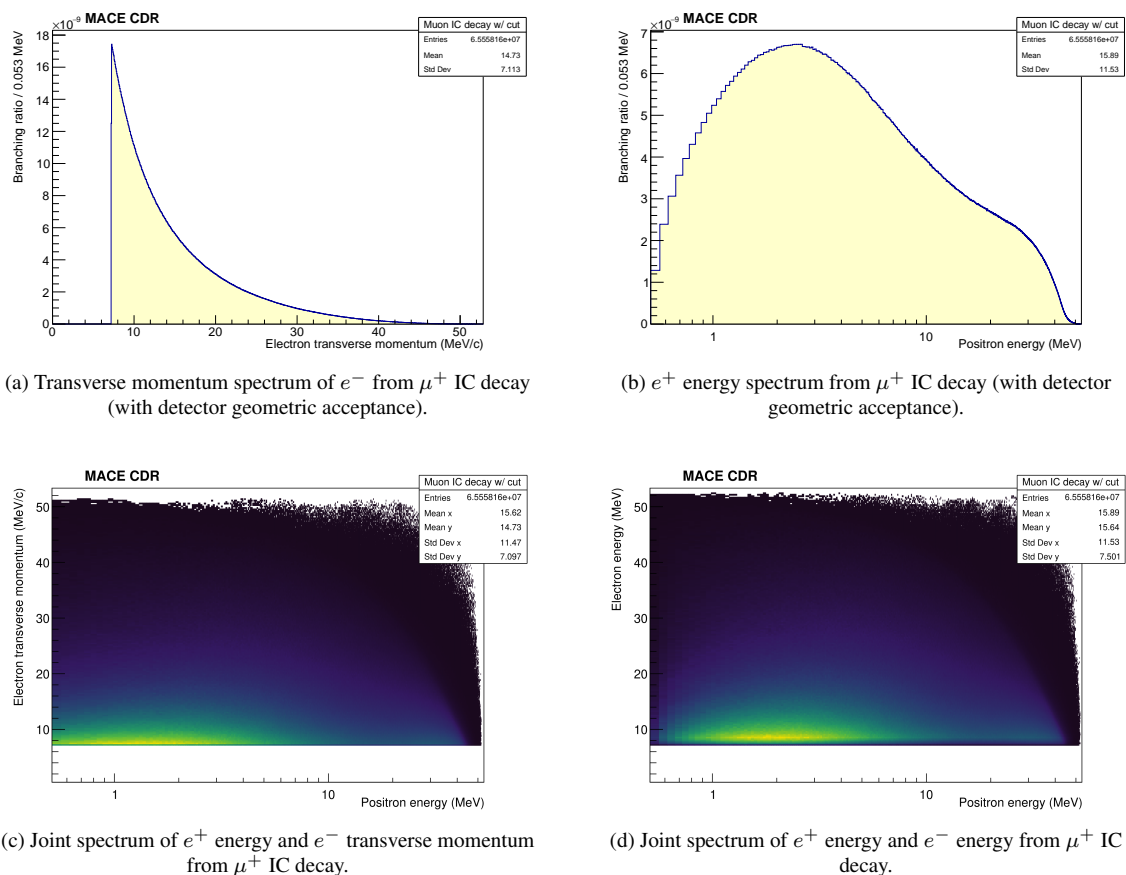 ×10⁻⁹ MACE CDR
Muon IC decay w/ cut
Entries 6.555816e+07
Mean 14.73
Std Dev 7.113
Branching ratio / 0.053 MeV
18
16
14
12
10
8
6
4
2
0
0 10 20 30 40 50
Electron transverse momentum (MeV/c)
(a) Transverse momentum spectrum of e⁻ from μ⁺ IC decay
(with detector geometric acceptance).
×10⁻⁹ MACE CDR
Muon IC decay w/ cut
Entries 6.555816e+07
Mean 15.89
Std Dev 11.53
Branching ratio / 0.053 MeV
7
6
5
4
3
2
1
0
1 10
Positron energy (MeV)
(b) e⁺ energy spectrum from μ⁺ IC decay (with detector
geometric acceptance).
MACE CDR
Muon IC decay w/ cut
Entries 6.555816e+07
Mean x 15.62
Mean y 14.73
Std Dev x 11.47
Std Dev y 7.097
Electron transverse momentum (MeV/c)
50
40
30
20
10
1 10
Positron energy (MeV)
(c) Joint spectrum of e⁺ energy and e⁻ transverse momentum
from μ⁺ IC decay.
MACE CDR
Muon IC decay w/ cut
Entries 6.555816e+07
Mean x 15.89
Mean y 15.64
Std Dev x 11.53
Std Dev y 7.501
Electron energy (MeV)
50
40
30
20
10
1 10
Positron energy (MeV)
(d) Joint spectrum of e⁺ energy and e⁻ energy from μ⁺ IC
decay.